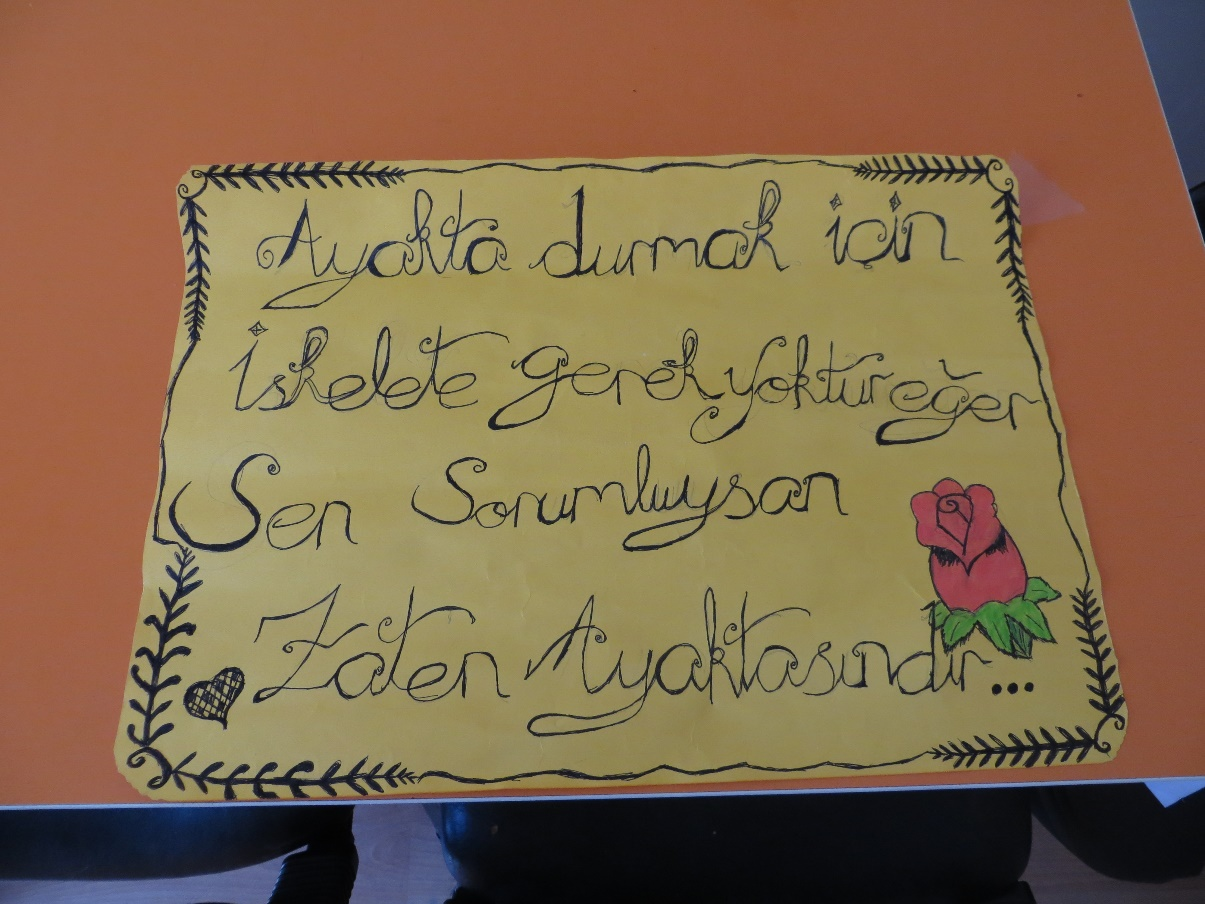 Ayakta durmak için
İskelete gerek yoktur eğer
Sen Sorumluysan
Zaten Ayaktasındır...